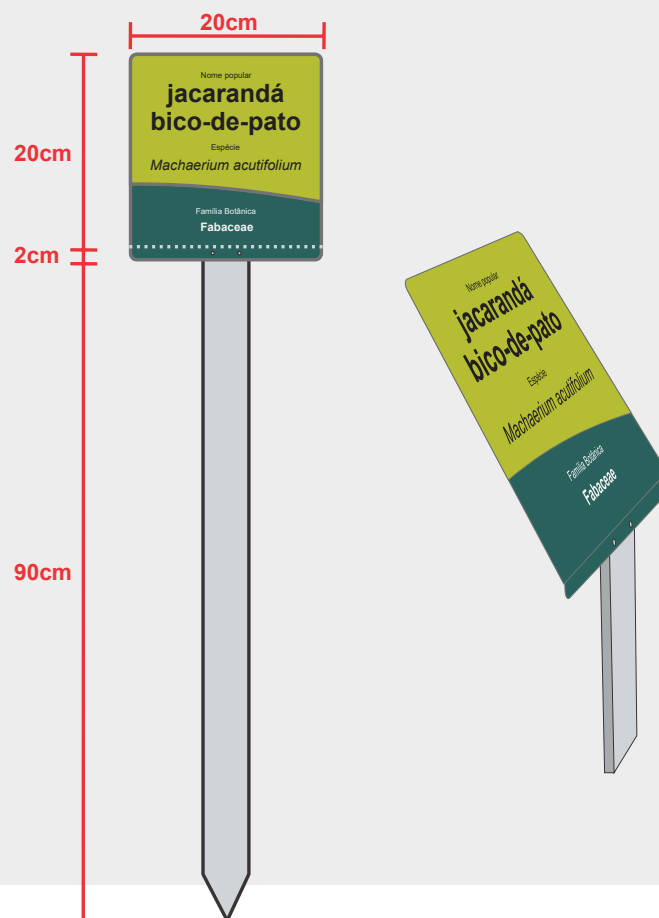 20cm
Nome popular
jacarandá
bico-de-pato
Espécie
Machaerium acutifolium
Família Botânica
Fabaceae
20cm
2cm
90cm
Nome popular
jacarandá
bico-de-pato
Espécie
Machaerium acutifolium
Família Botânica
Fabaceae